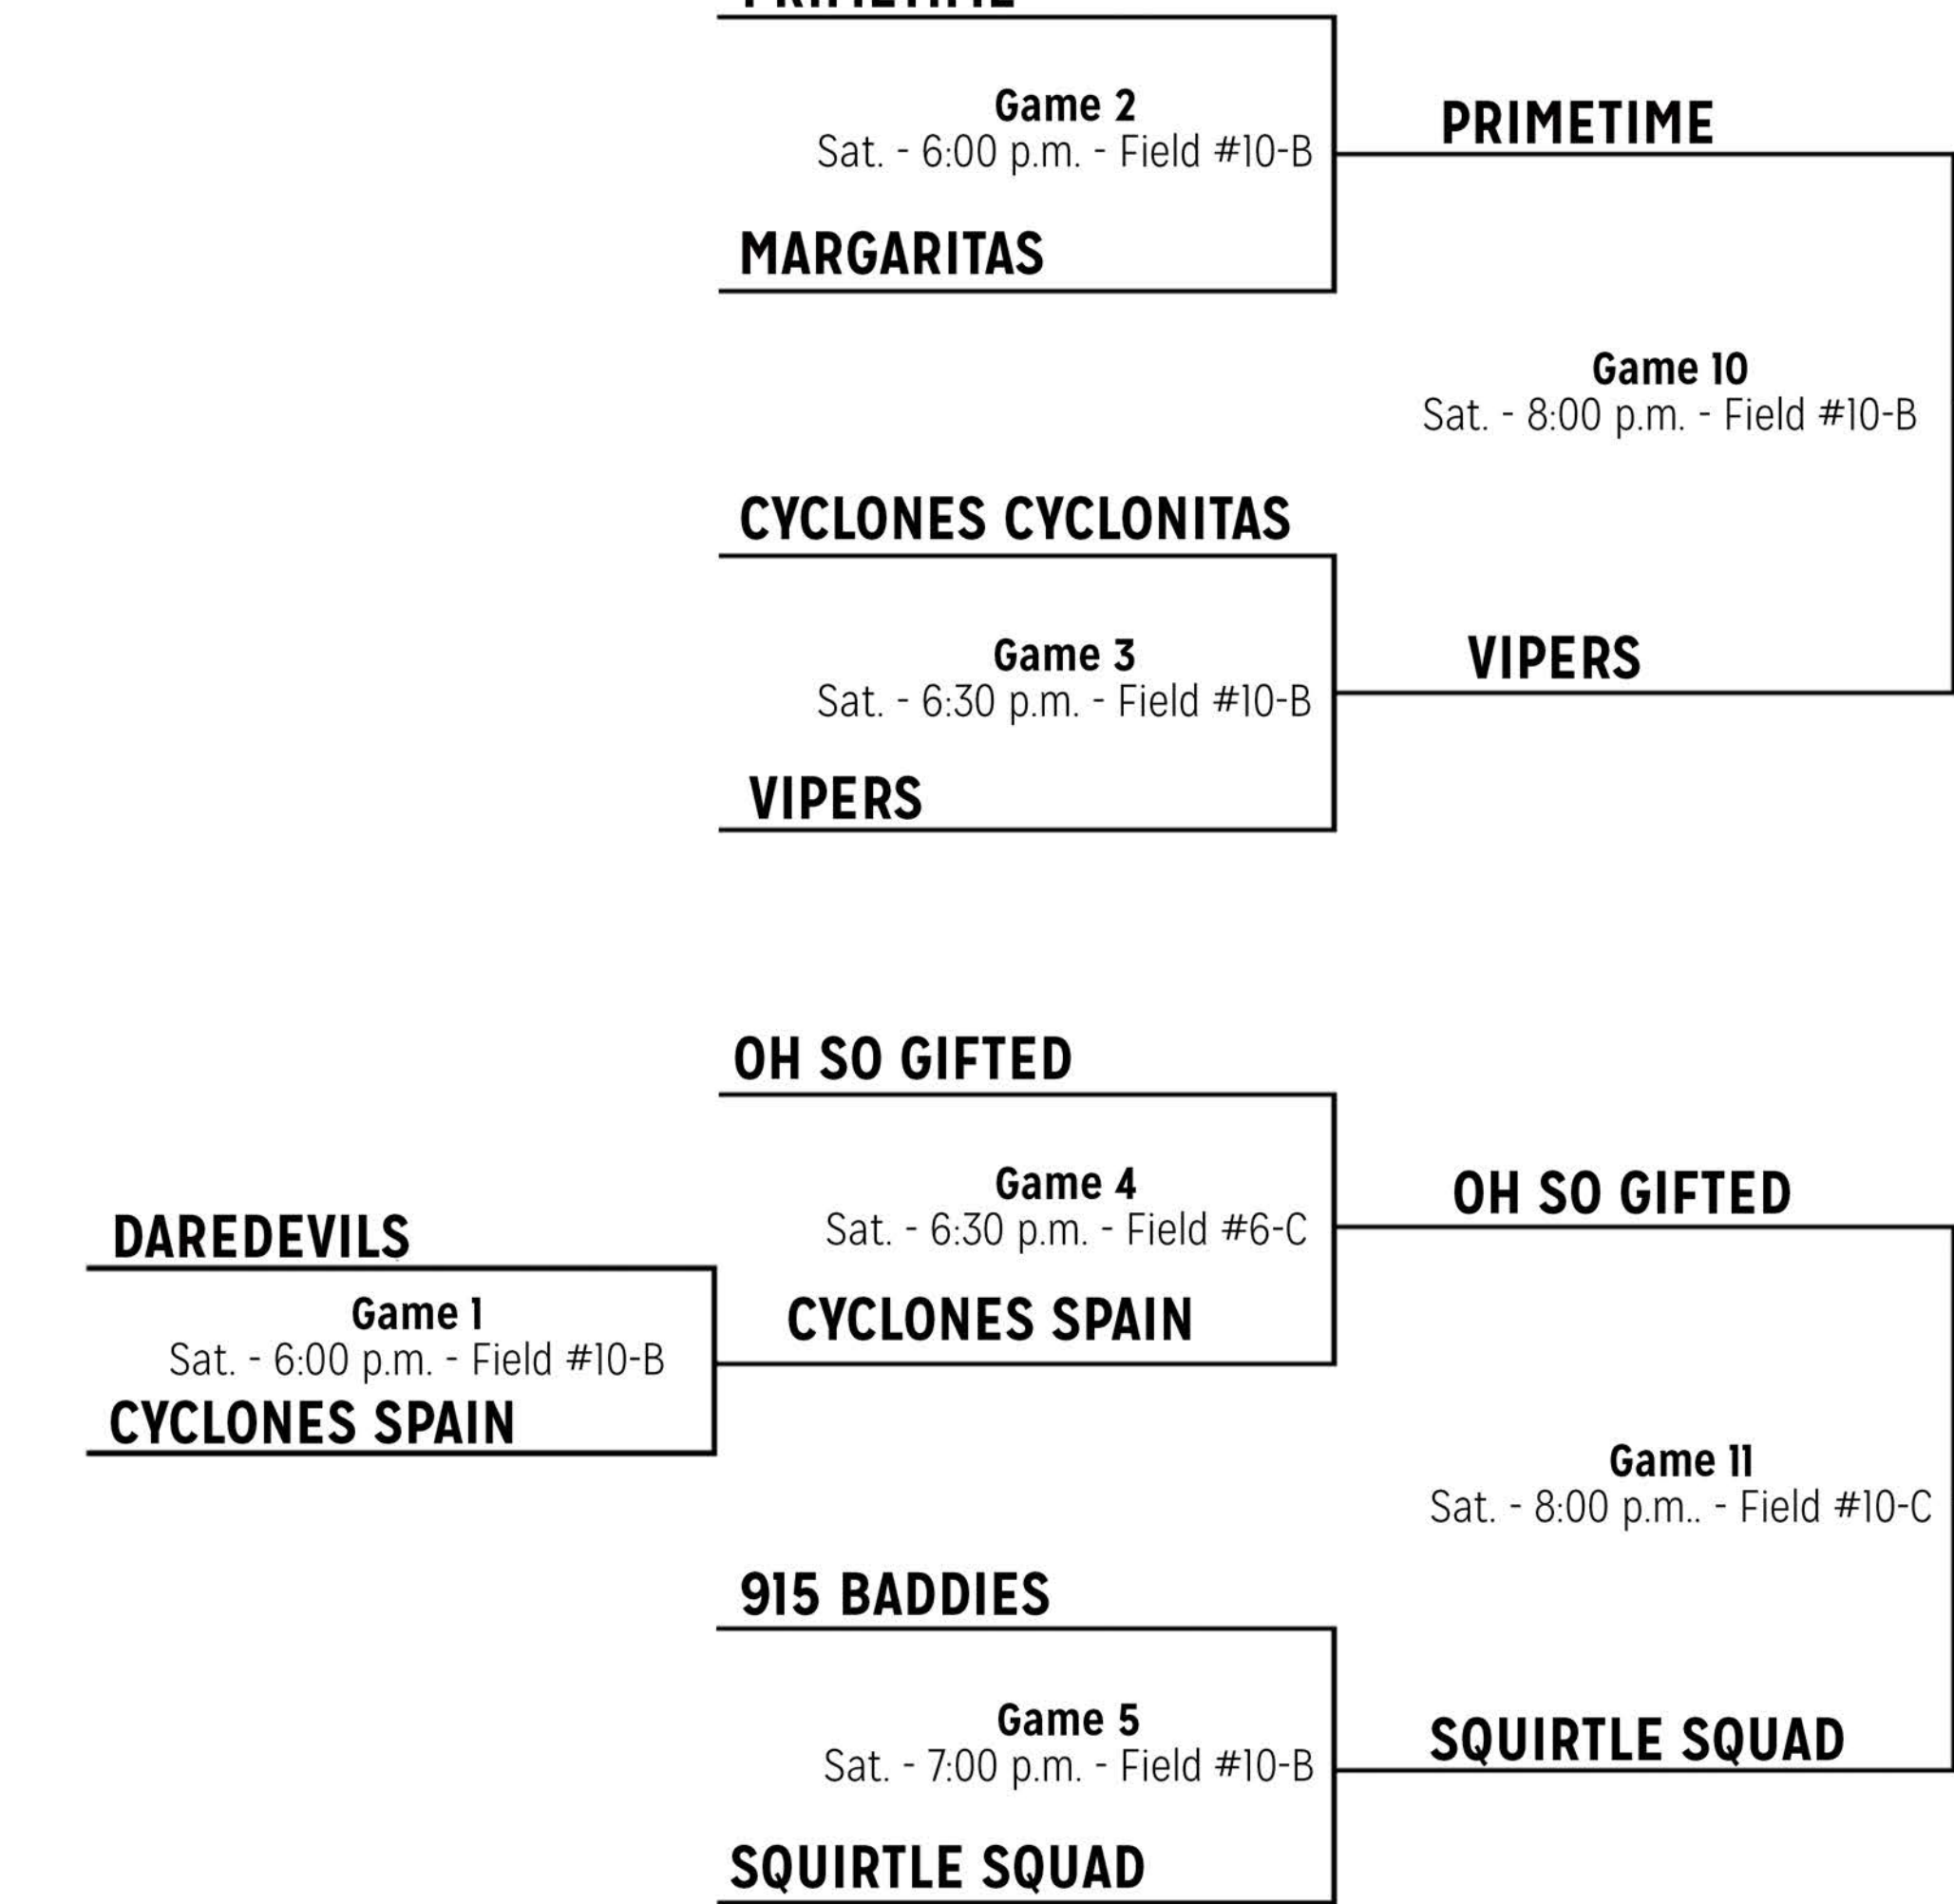 PRIMETIME
Game 2
Sat. - 6:00 p.m. - Field #10-B
PRIMETIME
MARGARITAS
Game 10
Sat. - 8:00 p.m. - Field #10-B
CYCLONES CYCLONITAS
Game 3
Sat. - 6:30 p.m. - Field #10-B
VIPERS
VIPERS
OH SO GIFTED
Game 4
Sat. - 6:30 p.m. - Field #6-C
OH SO GIFTED
DAREDEVILS
Game 1
Sat. - 6:00 p.m. - Field #10-B
CYCLONES SPAIN
CYCLONES SPAIN
Game 11
Sat. - 8:00 p.m.. - Field #10-C
915 BADDIES
Game 5
Sat. - 7:00 p.m. - Field #10-B
SQUIRTLE SQUAD
SQUIRTLE SQUAD